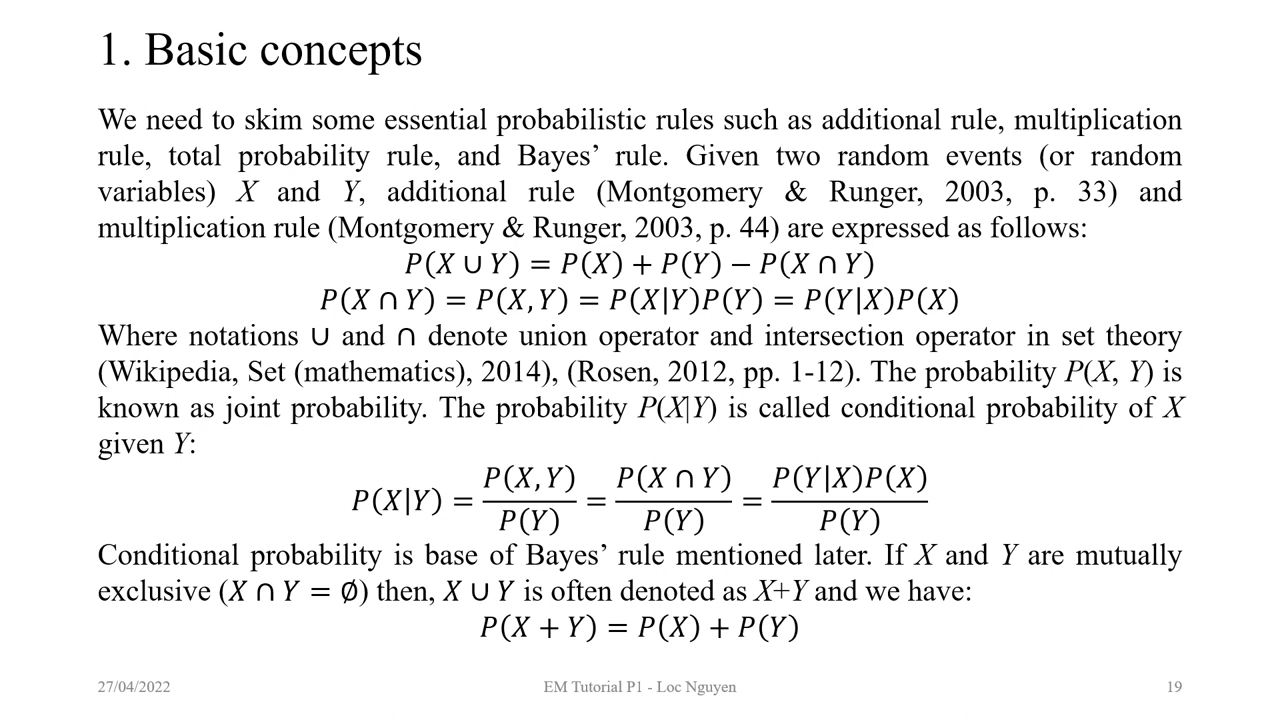 1. Basic concepts
We need to skim some essential probabilistic rules such as additional rule, multiplication
rule, total probability rule, and Bayes’ rule. Given two random events (or random
variables) X and Y, additional rule (Montgomery & Runger, 2003, p. 33) and
multiplication rule (Montgomery & Runger, 2003, p. 44) are expressed as follows:
P(X ∪ Y) = P(X) + P(Y) − P(X ∩ Y)
P(X ∩ Y) = P(X, Y) = P(X|Y)P(Y) = P(Y|X)P(X)
Where notations ∪ and ∩ denote union operator and intersection operator in set theory
(Wikipedia, Set (mathematics), 2014), (Rosen, 2012, pp. 1-12). The probability P(X, Y) is
known as joint probability. The probability P(X|Y) is called conditional probability of X
given Y:
P(X|Y) = P(X, Y)/P(Y) = P(X ∩ Y)/P(Y) = P(Y|X)P(X)/P(Y)
Conditional probability is base of Bayes’ rule mentioned later. If X and Y are mutually
exclusive (X ∩ Y = ∅) then, X ∪ Y is often denoted as X+Y and we have:
P(X + Y) = P(X) + P(Y)
27/04/2022
EM Tutorial P1 - Loc Nguyen
19